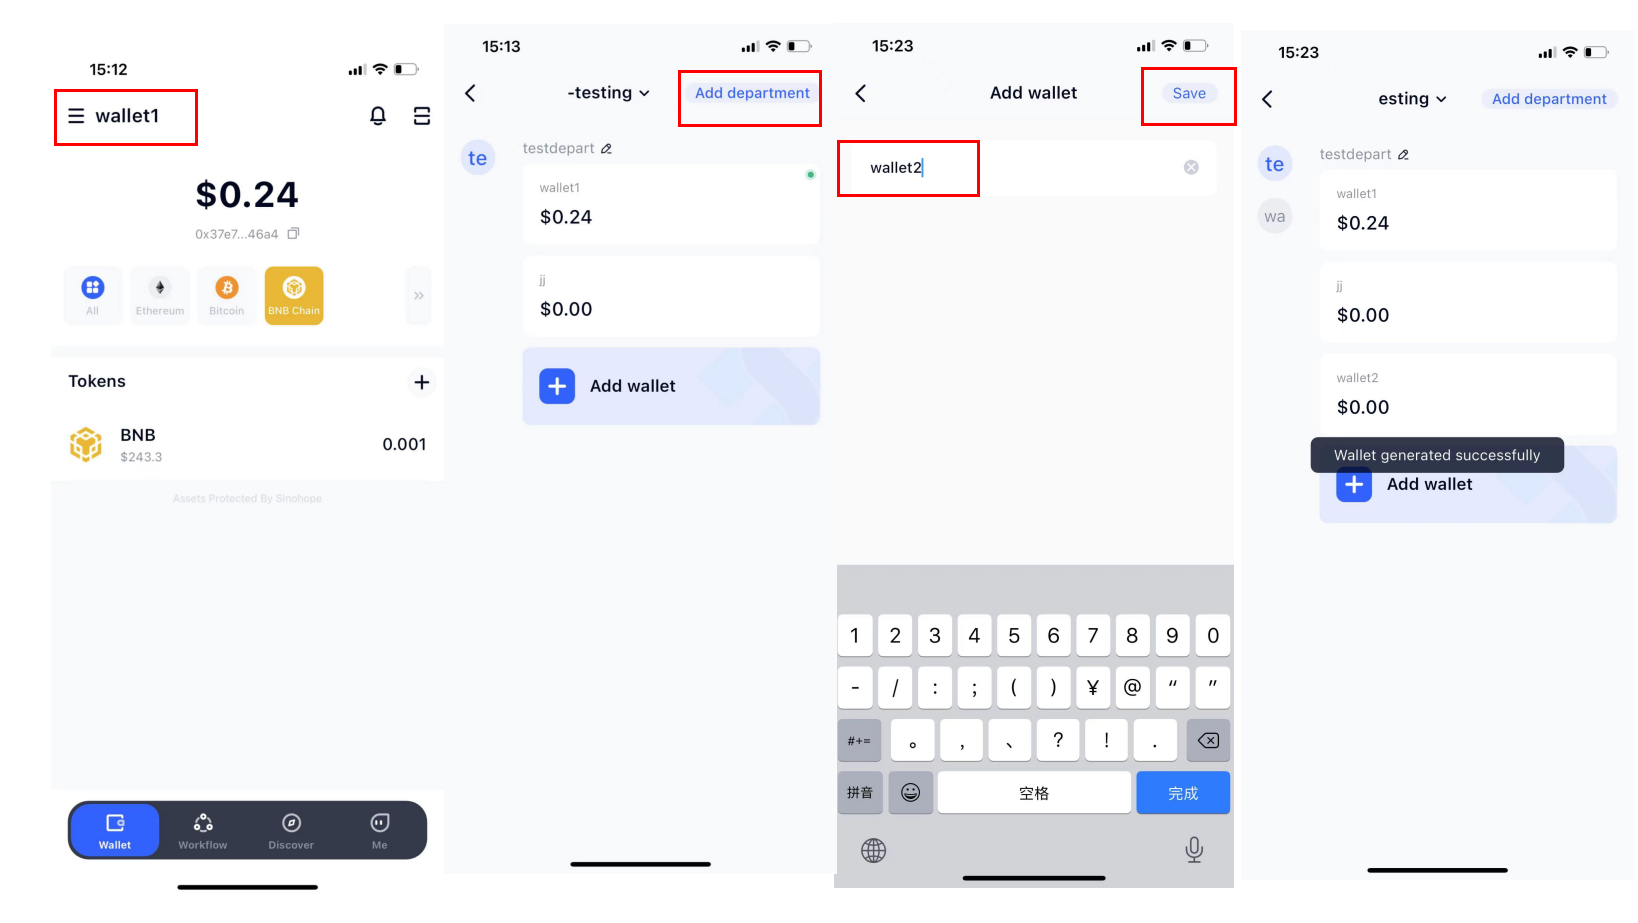 15:12
wallet1
$0.24
0x37e7...46a4
All
Ethereum
Bitcoin
BNB Chain
Tokens
BNB
0.001
$243.3
Assets Protected By Sinohope
Wallet
Workflow
Discover
Me
15:13
-testing
Add department
te
testdepart
wallet1
$0.24
jj
$0.00
Add wallet
15:23
Add wallet
Save
wallet2
1 2 3 4 5 6 7 8 9 0
- / : ; ( ) ¥ @ “ ”
#+= 。 , 、 ? ! .
拼音
空格
完成
15:23
esting
Add department
te
testdepart
wa
wallet1
$0.24
jj
$0.00
wallet2
$0.00
Wallet generated successfully
Add wallet